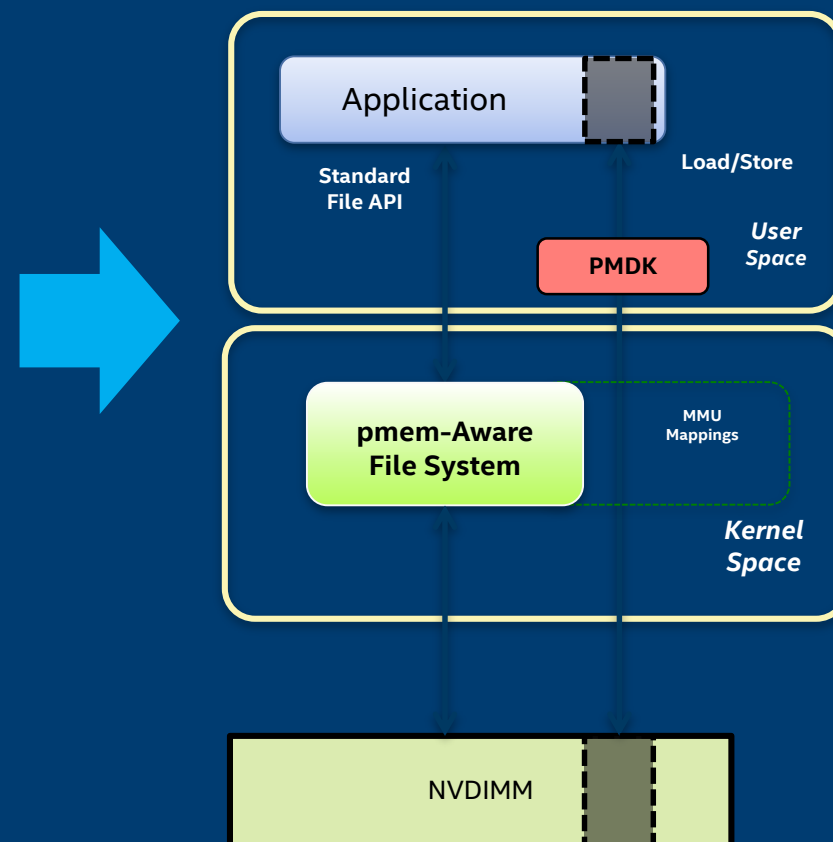 Application
Standard
File API
Load/Store
User
Space
PMDK
pmem-Aware
File System
MMU
Mappings
Kernel
Space
NVDIMM